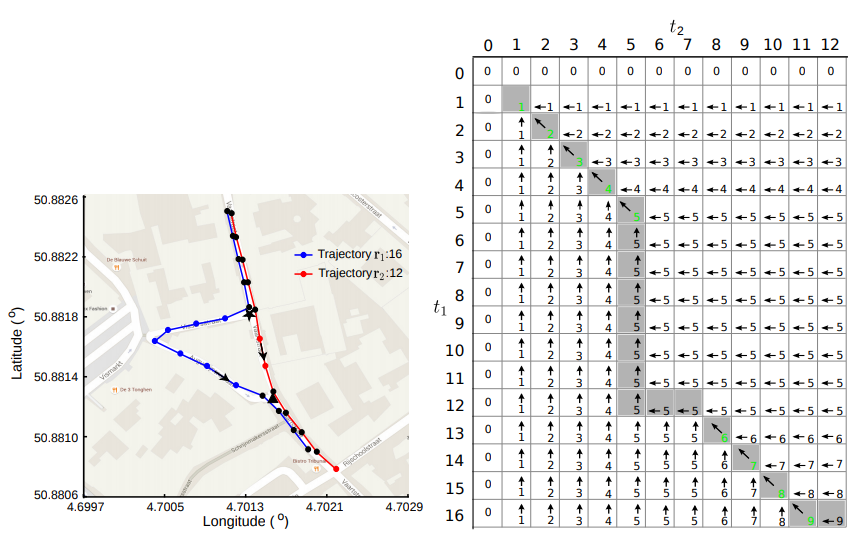 50.8826
50.8822
50.8818
50.8814
50.8810
50.8806
Latitude ( o)
4.6997 4.7005 4.7013 4.7021 4.7029
Longitude ( o)
Trajectory r1:16
Trajectory r2:12
De Blauwe Schuit
Vismarkt
De 3 Tonghen
Schrijnmakersstraat
Bistro Tribunal
Rijschoolstraat
t2
0 1 2 3 4 5 6 7 8 9 10 11 12
t1
0 0 0 0 0 0 0 0 0 0 0 0 0 0
1 0 1 ←1 ←1 ←1 ←1 ←1 ←1 ←1 ←1 ←1 ←1 ←1
2 0 ↑1 ↖2 ←2 ←2 ←2 ←2 ←2 ←2 ←2 ←2 ←2 ←2
3 0 ↑1 ↑2 ↖3 ←3 ←3 ←3 ←3 ←3 ←3 ←3 ←3 ←3
4 0 ↑1 ↑2 ↑3 ↖4 ←4 ←4 ←4 ←4 ←4 ←4 ←4 ←4
5 0 ↑1 ↑2 ↑3 ↑4 ↖5 ←5 ←5 ←5 ←5 ←5 ←5 ←5
6 0 ↑1 ↑2 ↑3 ↑4 ↑5 ←5 ←5 ←5 ←5 ←5 ←5 ←5
7 0 ↑1 ↑2 ↑3 ↑4 ↑5 ←5 ←5 ←5 ←5 ←5 ←5 ←5
8 0 ↑1 ↑2 ↑3 ↑4 ↑5 ←5 ←5 ←5 ←5 ←5 ←5 ←5
9 0 ↑1 ↑2 ↑3 ↑4 ↑5 ←5 ←5 ←5 ←5 ←5 ←5 ←5
10 0 ↑1 ↑2 ↑3 ↑4 ↑5 ←5 ←5 ←5 ←5 ←5 ←5 ←5
11 0 ↑1 ↑2 ↑3 ↑4 ↑5 ←5 ←5 ←5 ←5 ←5 ←5 ←5
12 0 ↑1 ↑2 ↑3 ↑4 ↑5 ←5 ←5 ←5 ←5 ←5 ←5 ←5
13 0 ↑1 ↑2 ↑3 ↑4 ↑5 ↑5 ↑5 ↖6 ←6 ←6 ←6 ←6
14 0 ↑1 ↑2 ↑3 ↑4 ↑5 ↑5 ↑5 ↑6 ↖7 ←7 ←7 ←7
15 0 ↑1 ↑2 ↑3 ↑4 ↑5 ↑5 ↑5 ↑6 ↑7 ↖8 ←8 ←8
16 0 ↑1 ↑2 ↑3 ↑4 ↑5 ↑5 ↑5 ↑6 ↑7 ↑8 ↖9 ←9